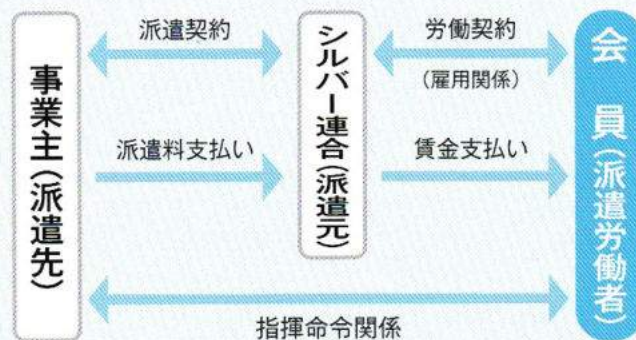 事業主(派遣先)
派遣契約
派遣料支払い
シルバー連合(派遣元)
労働契約
(雇用関係)
賃金支払い
会員(派遣労働者)
指揮命令関係